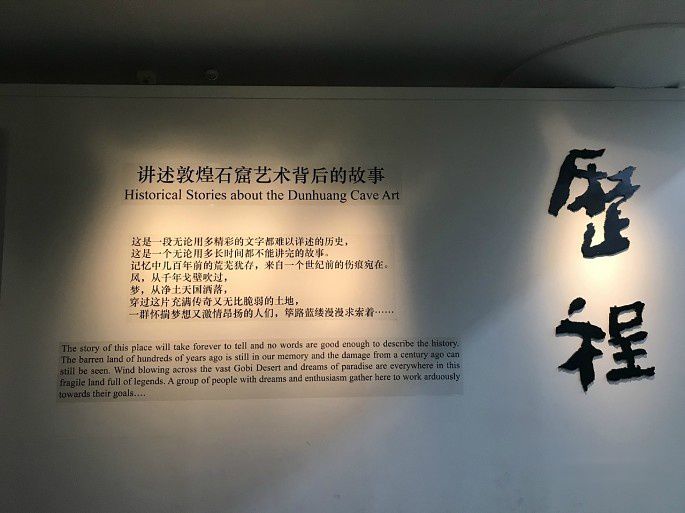 讲述敦煌石窟艺术背后的故事
Historical Stories about the Dunhuang Cave Art
这是一段无论用多精彩的文字都难以详述的历史,
这是一个无论用多长时间都不能讲完的故事。
记忆中几百年前的荒芜犹存,来自一个世纪前的伤痕宛在。
风,从千年戈壁吹过,
梦,从净土天国洒落,
穿过这片充满传奇又无比脆弱的土地,
一群怀揣梦想又激情昂扬的人们,筚路蓝缕漫漫求索着……
The story of this place will take forever to tell and no words are good enough to describe the history.
The barren land of hundreds of years ago is still in our memory and the damage from a century ago can
still be seen. Wind blowing across the vast Gobi Desert and dreams of paradise are everywhere in this
fragile land full of legends. A group of people with dreams and enthusiasm gather here to work arduously
towards their goals….
歷程